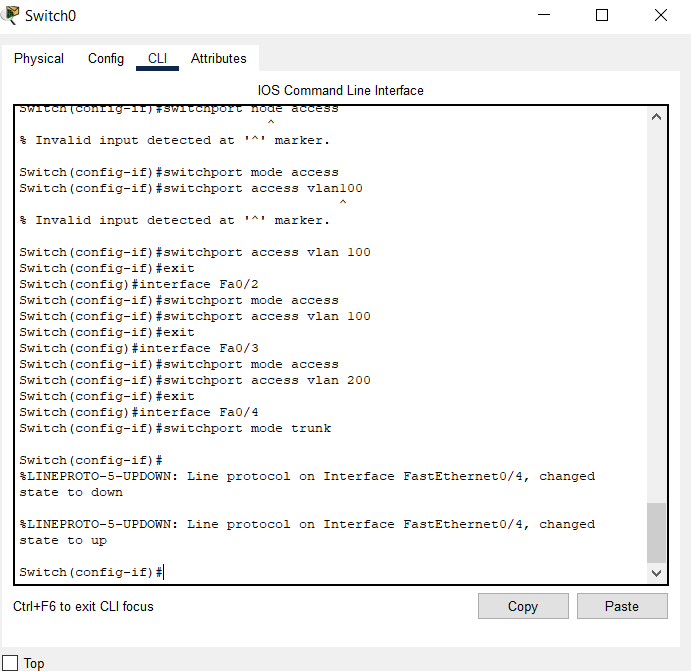 Switch0
Physical Config CLI Attributes
IOS Command Line Interface
Switch(config-if)#switchport node access
^
% Invalid input detected at '^' marker.
Switch(config-if)#switchport mode access
Switch(config-if)#switchport access vlan100
^
% Invalid input detected at '^' marker.
Switch(config-if)#switchport access vlan 100
Switch(config-if)#exit
Switch(config)#interface Fa0/2
Switch(config-if)#switchport mode access
Switch(config-if)#switchport access vlan 100
Switch(config-if)#exit
Switch(config)#interface Fa0/3
Switch(config-if)#switchport mode access
Switch(config-if)#switchport access vlan 200
Switch(config-if)#exit
Switch(config)#interface Fa0/4
Switch(config-if)#switchport mode trunk
Switch(config-if)#
%LINEPROTO-5-UPDOWN: Line protocol on Interface FastEthernet0/4, changed
state to down
%LINEPROTO-5-UPDOWN: Line protocol on Interface FastEthernet0/4, changed
state to up
Switch(config-if)#
Ctrl+F6 to exit CLI focus
Copy Paste
Top